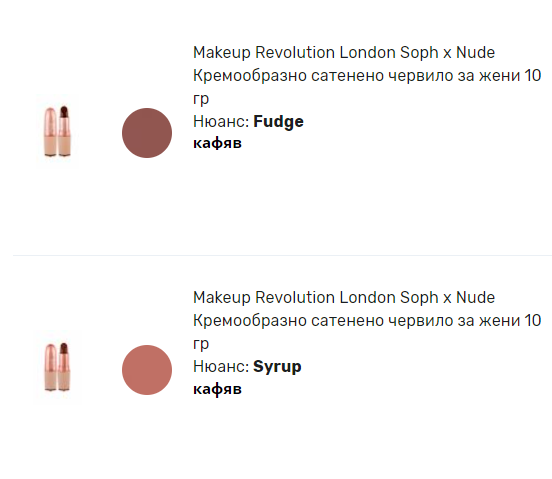 Makeup Revolution London Soph x Nude
Кремообразно сатенено червило за жени 10
гр
Нюанс: Fudge
кафяв
Makeup Revolution London Soph x Nude
Кремообразно сатенено червило за жени 10
гр
Нюанс: Syrup
кафяв